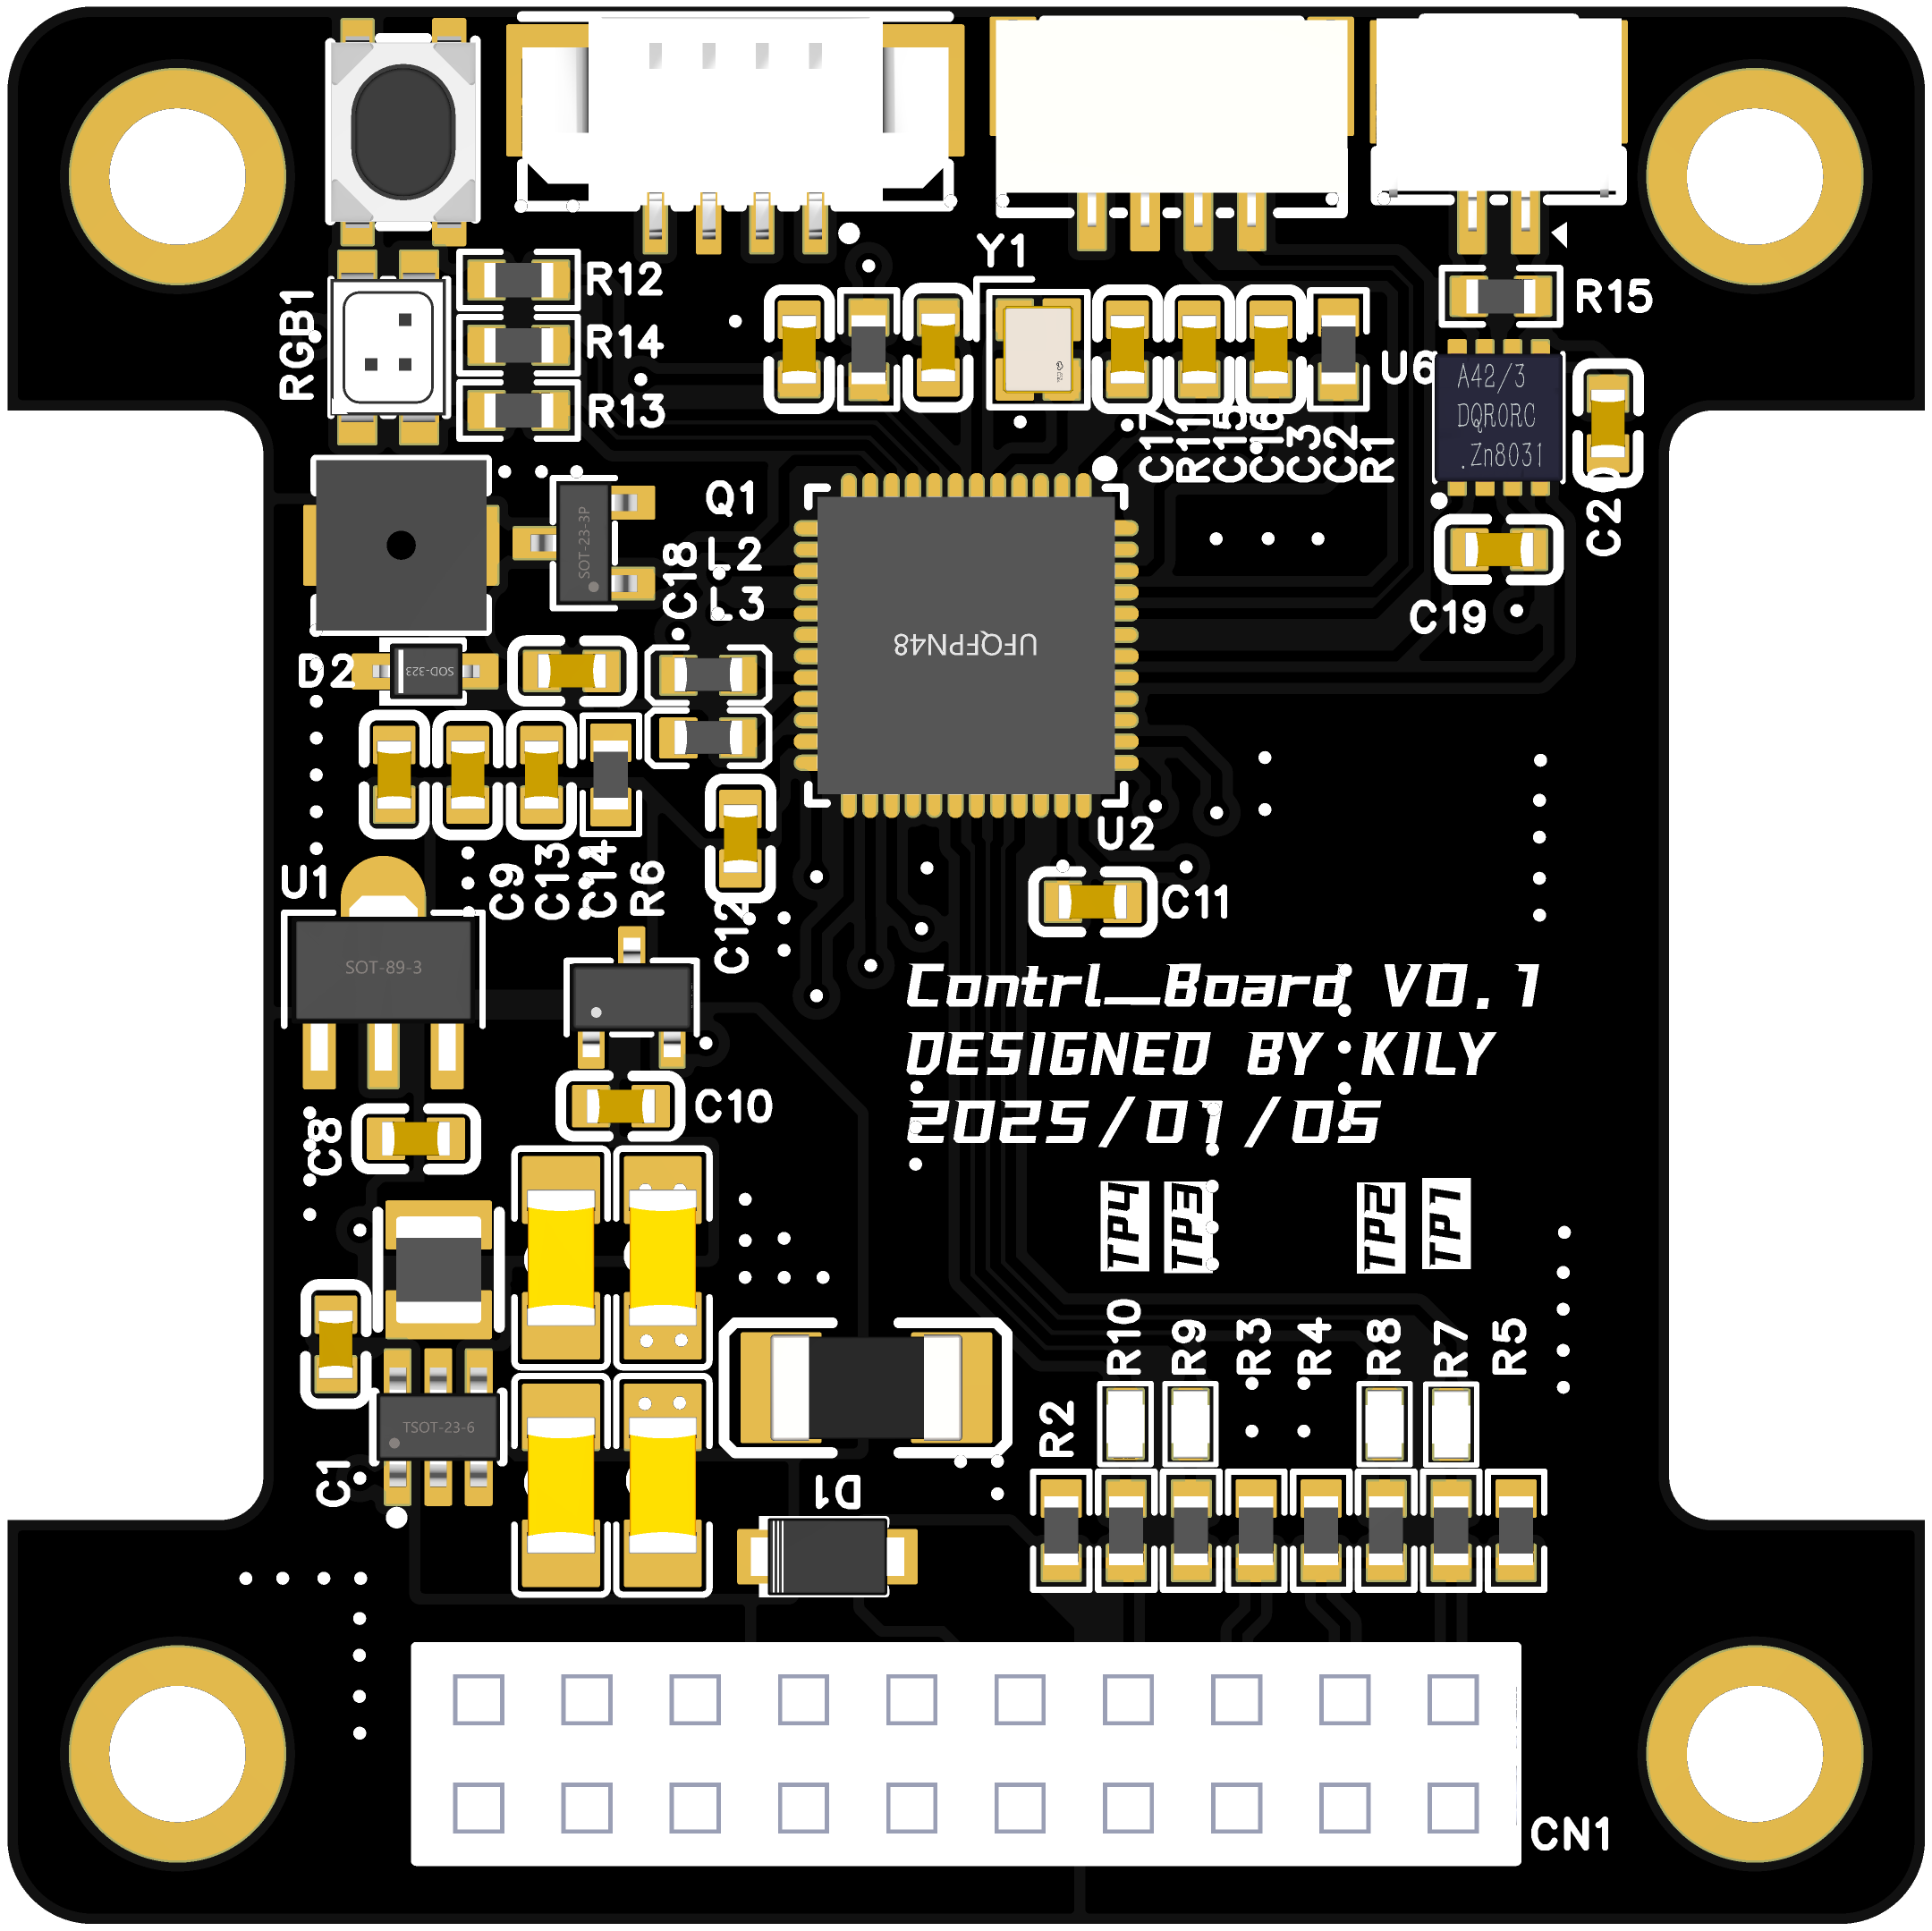 Y1
R12
RGB1
R14
R13
R15
U6
A42/3
DQR0RC
.Zn8031
C17
R11
C15
C16
C3
C2
R1
Q1
SOT-23-3P
L2
C18
L3
C19
UFQFPN48
D2
SOD-323
U2
U1
C9
C13
C14
R6
C12
C11
SOT-89-3
Contrl_Board V0.1
DESIGNED BY KILY
2025/01/05
C10
C8
TP4
TP3
TP2
TP1
R10
R9
R3
R4
R8
R7
R5
R2
TSOT-23-6
C1
D1
CN1